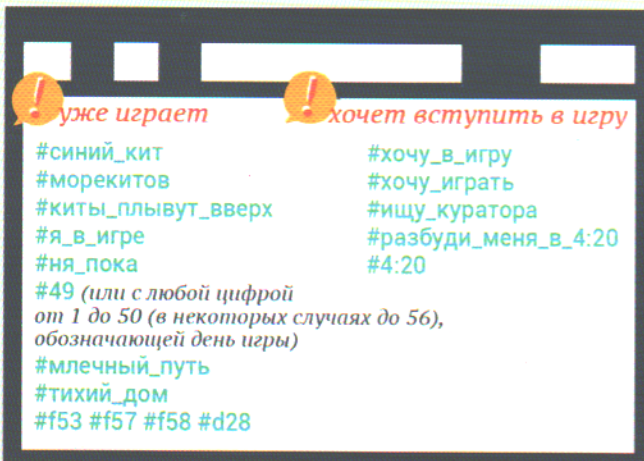 уже играет
#синий_кит
#морекитов
#киты_плывут_вверх
#я_в_игре
#ня_пока
#49 (или с любой цифрой
от 1 до 50 (в некоторых случаях до 56),
обозначающей день игры)
#млечный_путь
#тихий_дом
#f53 #f57 #f58 #d28
хочет вступить в игру
#хочу_в_игру
#хочу_играть
#ищу_куратора
#разбуди_меня_в_4:20
#4:20